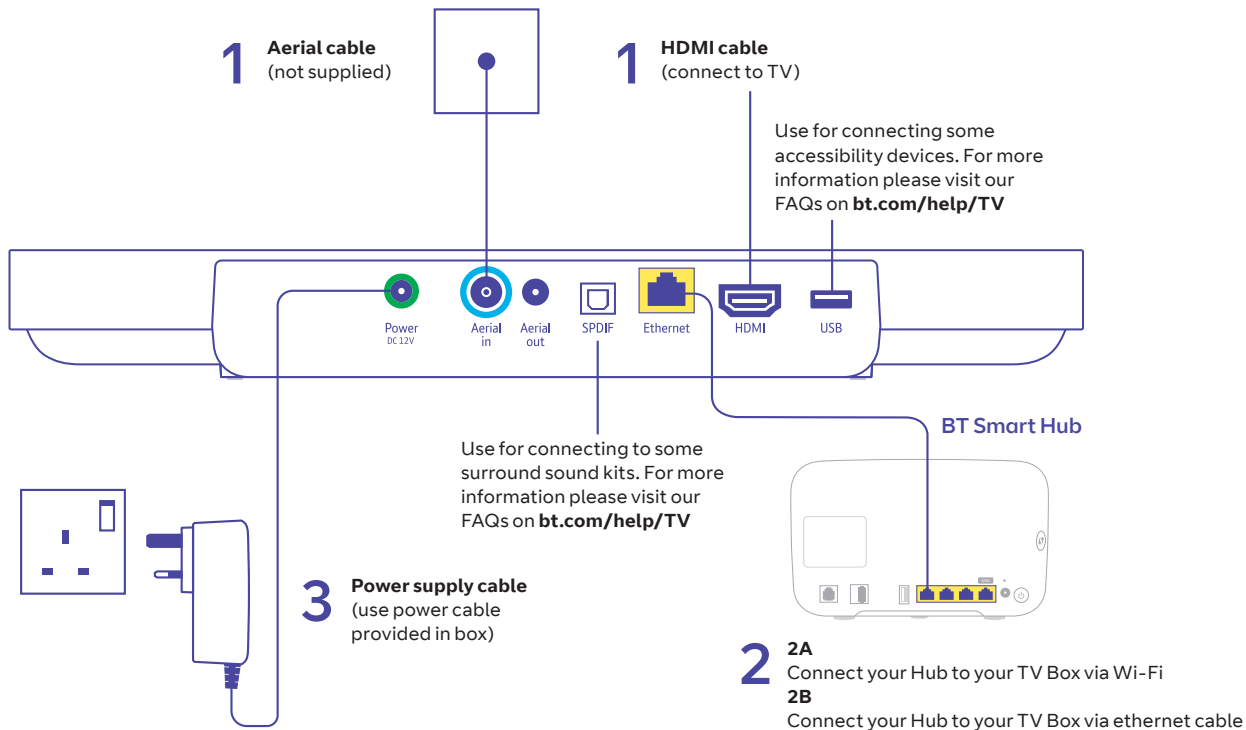 1
Aerial cable
(not supplied)
1
HDMI cable
(connect to TV)
Use for connecting some
accessibility devices. For more
information please visit our
FAQs on bt.com/help/TV
Power
DC 12V
Aerial
in
Aerial
out
SPDIF
Ethernet
HDMI
USB
Use for connecting to some
surround sound kits. For more
information please visit our
FAQs on bt.com/help/TV
BT Smart Hub
3
Power supply cable
(use power cable
provided in box)
2
2A
Connect your Hub to your TV Box via Wi-Fi
2B
Connect your Hub to your TV Box via ethernet cable